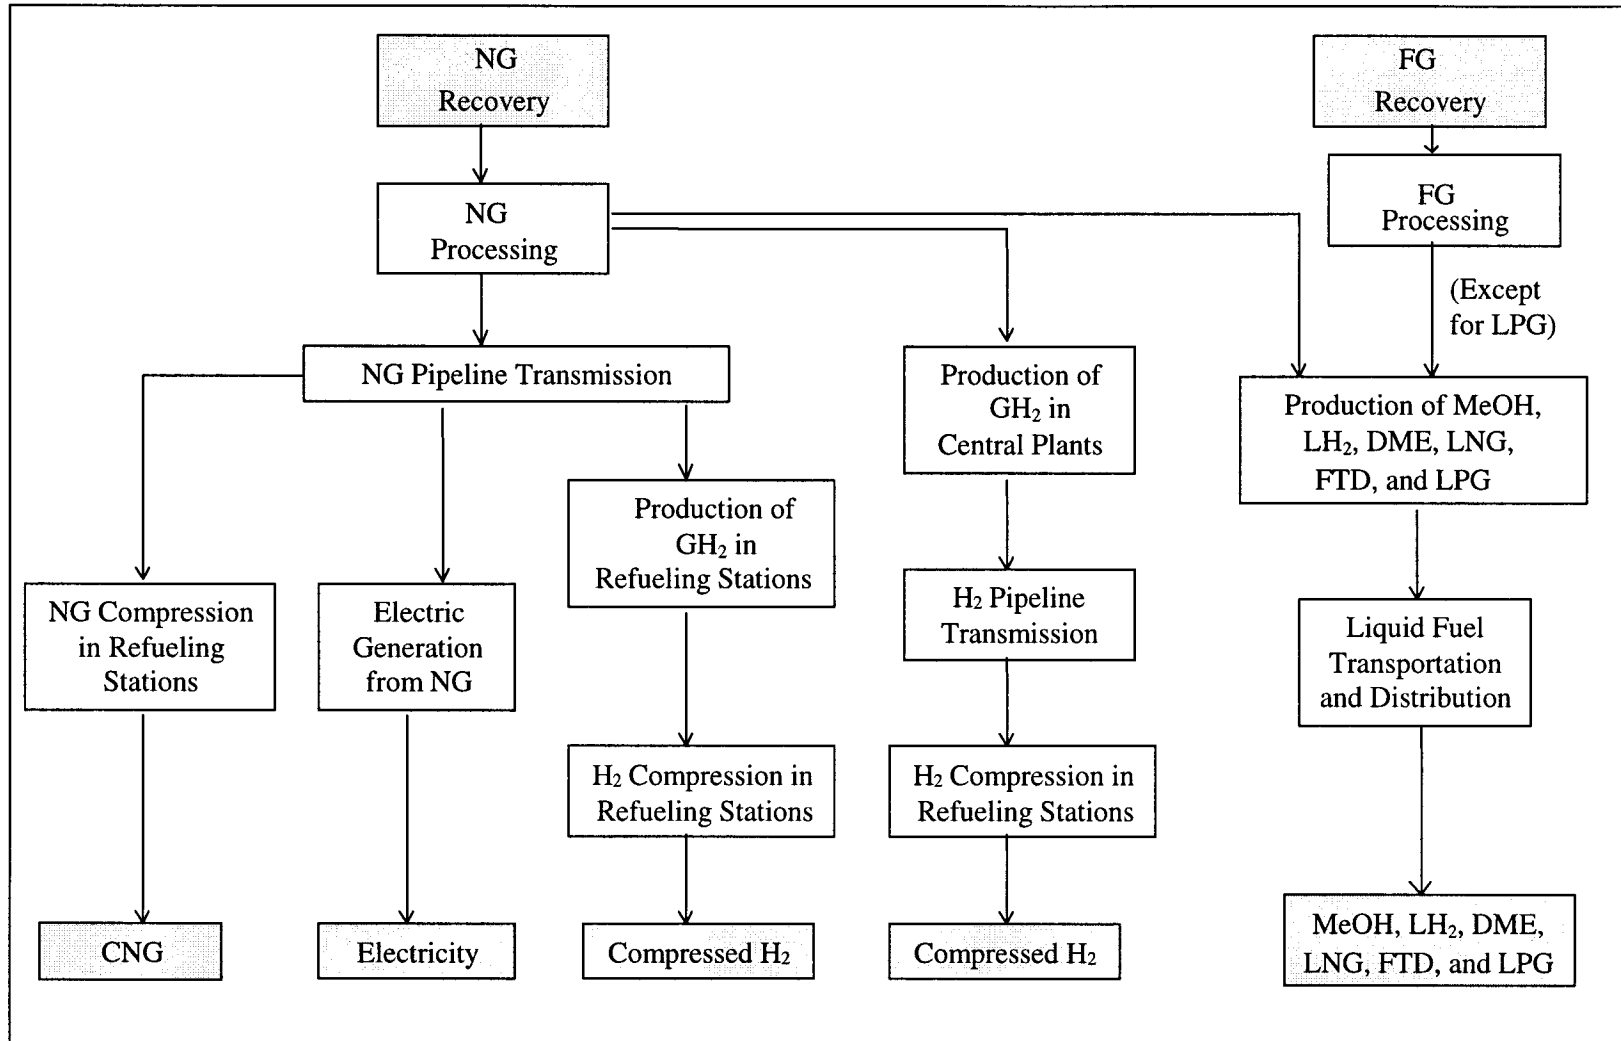 NG
Recovery
FG
Recovery
NG
Processing
FG
Processing
(Except
for LPG)
NG Pipeline Transmission
Production of
GH₂ in
Central Plants
Production of MeOH,
LH₂, DME, LNG,
FTD, and LPG
Production of
GH₂ in
Refueling Stations
NG Compression
in Refueling
Stations
Electric
Generation
from NG
H₂ Pipeline
Transmission
Liquid Fuel
Transportation
and Distribution
H₂ Compression in
Refueling Stations
H₂ Compression in
Refueling Stations
CNG
Electricity
Compressed H₂
Compressed H₂
MeOH, LH₂, DME,
LNG, FTD, and LPG